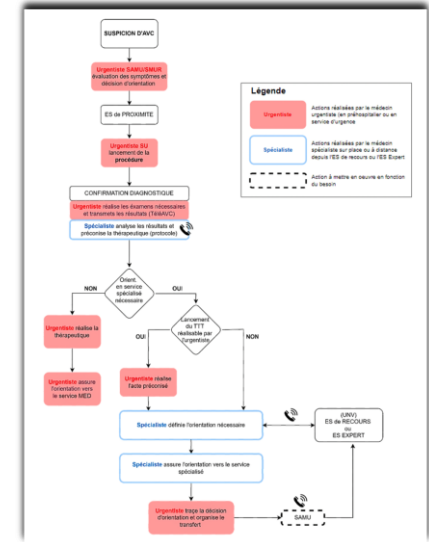 SUSPICION D'AVC
Urgentiste SAMU/SMUR
évaluation des symptômes et
décision d'orientation
ES de PROXIMITE
Urgentiste SU
lancement de la
procédure
CONFIRMATION DIAGNOSTIQUE
Urgentiste réalise les examens nécessaires
et transmets les résultats (TéléAVC)
Spécialiste analyse les résultats et
préconise la thérapeutique (protocole)
Orient.
en service
spécialisé
nécessaire
NON
OUI
Urgentiste réalise la
thérapeutique
Lancement
du TTT
réalisable par
l'urgentiste
OUI
NON
Urgentiste assure
l'orientation vers
le service MED
Urgentiste réalise
l'acte préconisé
Spécialiste définie l'orientation nécessaire
(UNV)
ES de RECOURS
ou
ES EXPERT
Spécialiste assure l'orientation vers le service
spécialisé
Urgentiste traçe la décision
d'orientation et organise le
transfert
SAMU
Légende
Urgentiste
Actions réalisées par le médecin
urgentiste (en préhospitalier ou en
service d'urgence
Spécialiste
Actions réalisées par le médecin
spécialiste sur place ou à distance
depuis l'ES de recours ou l'ES Expert
Action à mettre en oeuvre en fonction
du besoin